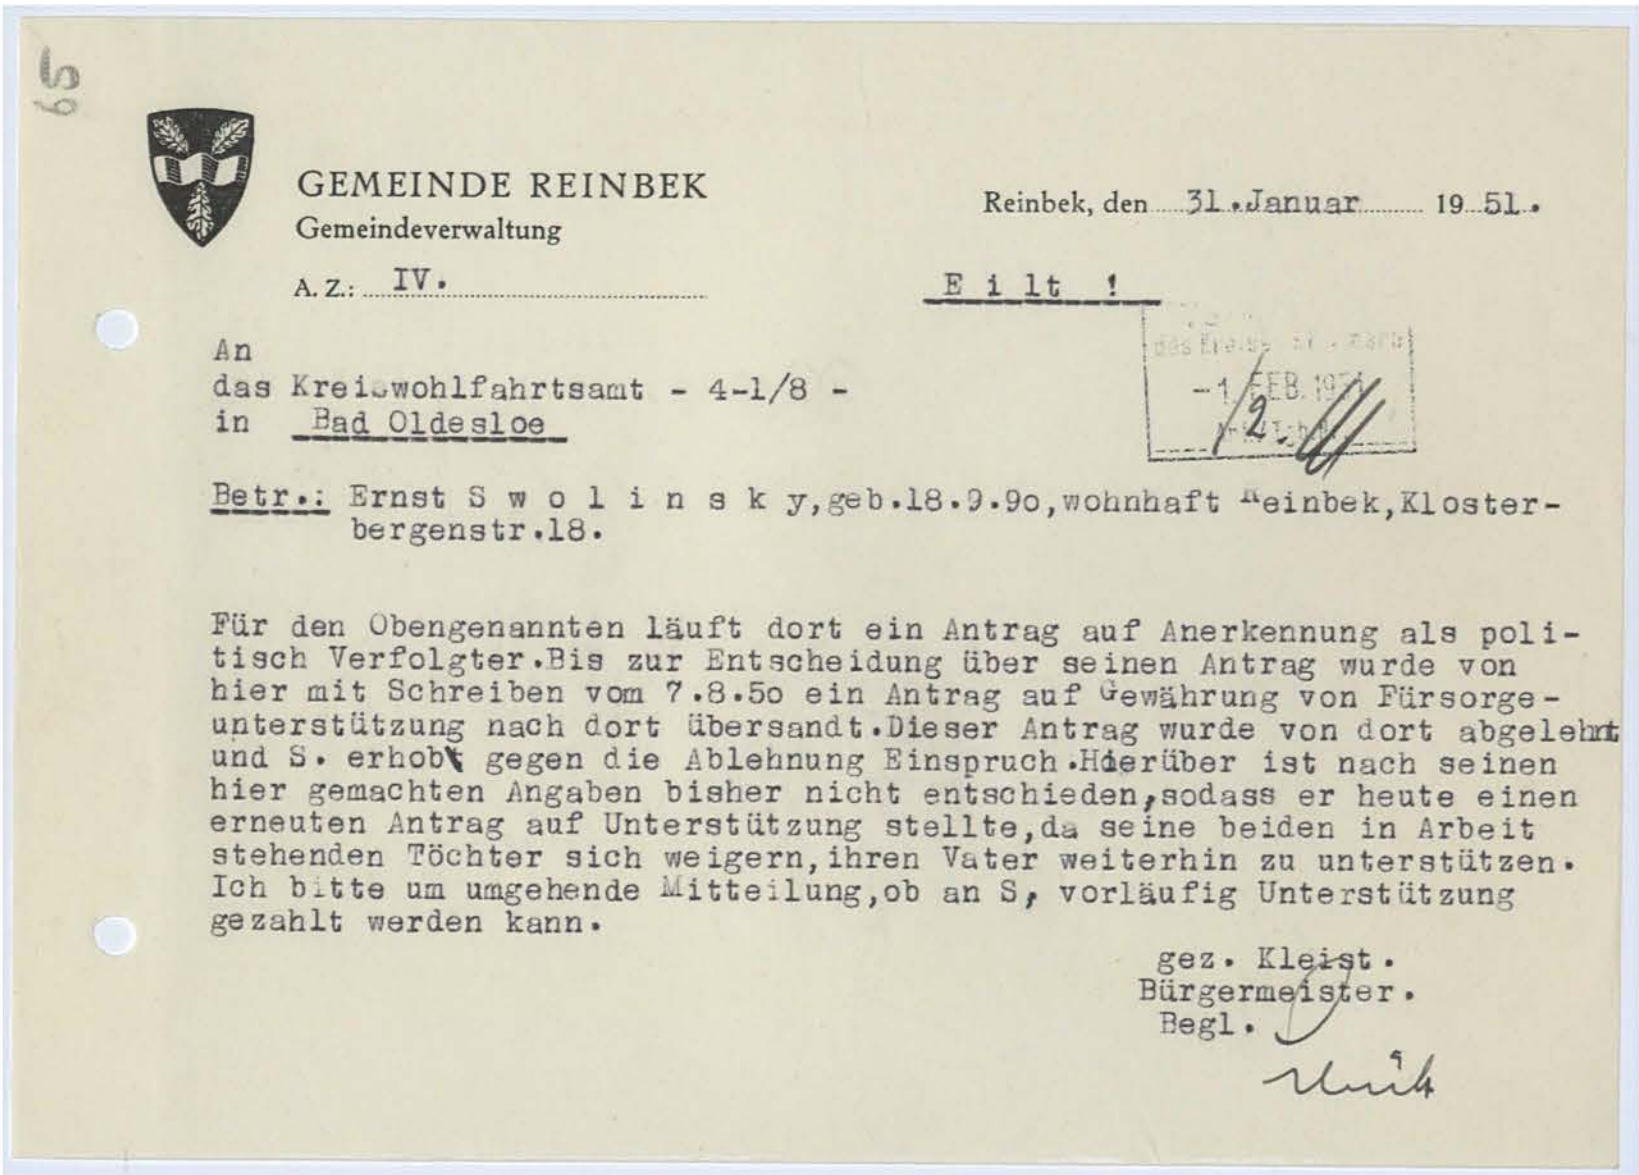 65
GEMEINDE REINBEK
Gemeindeverwaltung
Reinbek, den 31.Januar 19 51.
A. Z.: IV.
E i l t !
An
das Kreiswohlfahrtsamt - 4-1/8 -
in Bad Oldesloe
des Kreises
-1. FEB. 1951
1/2.
Betr.: Ernst S w o l i n s k y,geb.18.9.90,wohnhaft Reinbek,Kloster-
bergenstr.18.
Für den Obengenannten läuft dort ein Antrag auf Anerkennung als poli-
tisch Verfolgter.Bis zur Entscheidung über seinen Antrag wurde von
hier mit Schreiben vom 7.8.50 ein Antrag auf Gewährung von Fürsorge-
unterstützung nach dort übersandt.Dieser Antrag wurde von dort abgelehnt
und S. erhob gegen die Ablehnung Einspruch.Hierüber ist nach seinen
hier gemachten Angaben bisher nicht entschieden,sodass er heute einen
erneuten Antrag auf Unterstützung stellte,da seine beiden in Arbeit
stehenden Töchter sich weigern,ihren Vater weiterhin zu unterstützen.
Ich bitte um umgehende Mitteilung,ob an S, vorläufig Unterstützung
gezahlt werden kann.
gez. Kleist.
Bürgermeister.
Begl.